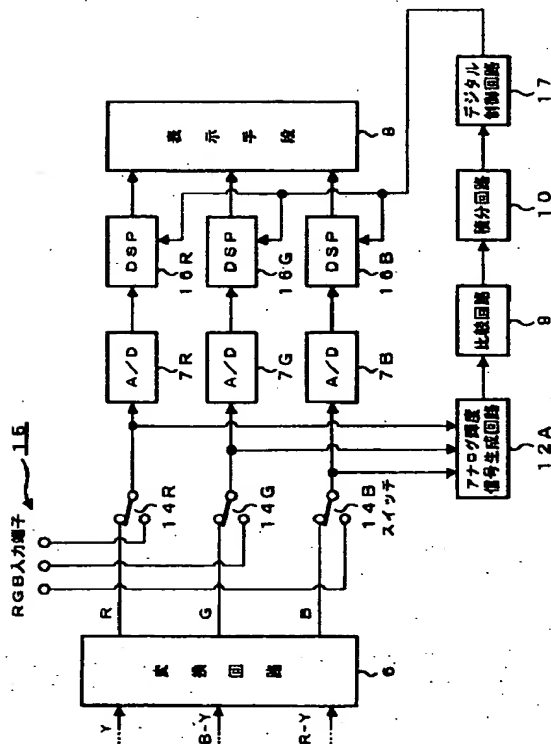 RGB入力端子
15
Y
B-Y
R-Y
変換回路
6
R
G
B
14R
14G
14B
スイッチ
A/D
7R
A/D
7G
A/D
7B
DSP
16R
DSP
16G
DSP
16B
表示手段
8
アナログ輝度
信号生成回路
12A
比較回路
9
積分回路
10
デジタル
制御回路
17